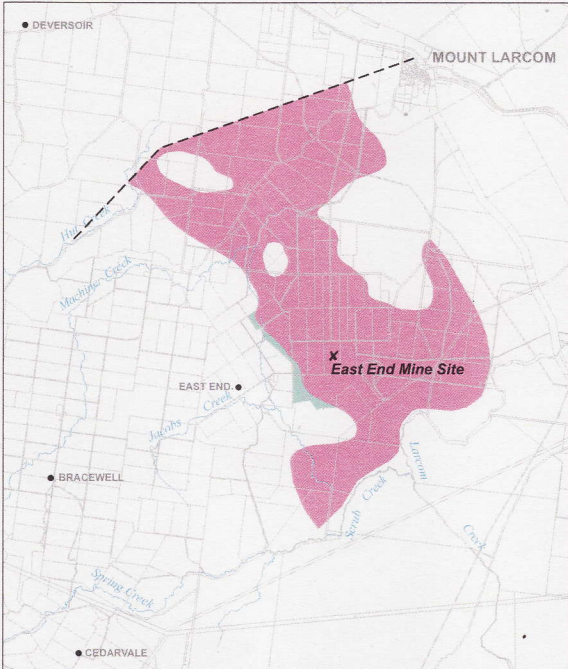 DEVERSOIR
MOUNT LARCOM
Hut Creek
Machine Creek
East End Mine Site
EAST END
Jacobs Creek
BRACEWELL
Larcom Creek
Scrub Creek
Spring Creek
CEDARVALE